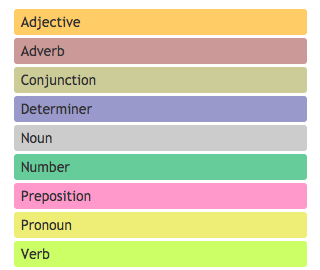 Adjective
Adverb
Conjunction
Determiner
Noun
Number
Preposition
Pronoun
Verb